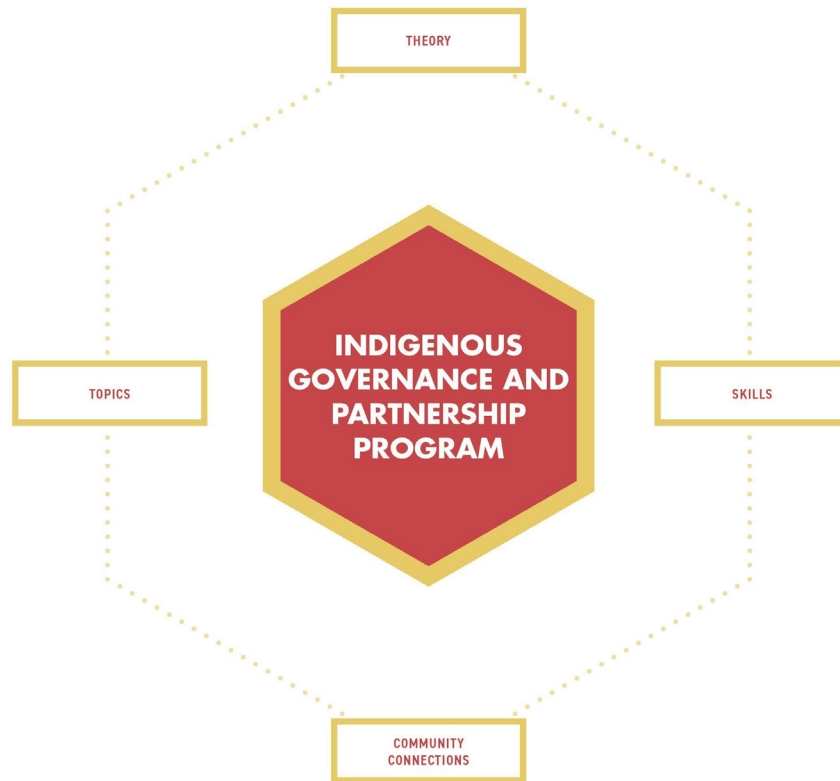 THEORY
INDIGENOUS
GOVERNANCE AND
PARTNERSHIP
PROGRAM
TOPICS
SKILLS
COMMUNITY
CONNECTIONS